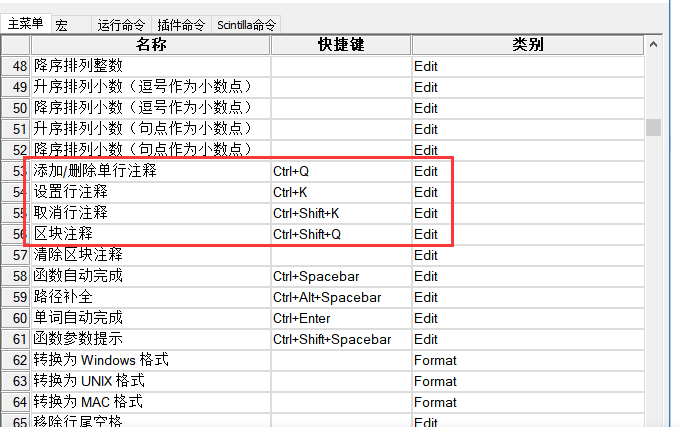 主菜单 宏 运行命令 插件命令 Scintilla命令
名称 快捷键 类别
48 降序排列整数 Edit
49 升序排列小数（逗号作为小数点） Edit
50 降序排列小数（逗号作为小数点） Edit
51 升序排列小数（句点作为小数点） Edit
52 降序排列小数（句点作为小数点） Edit
53 添加/删除单行注释 Ctrl+Q Edit
54 设置行注释 Ctrl+K Edit
55 取消行注释 Ctrl+Shift+K Edit
56 区块注释 Ctrl+Shift+Q Edit
57 清除区块注释 Edit
58 函数自动完成 Ctrl+Spacebar Edit
59 路径补全 Ctrl+Alt+Spacebar Edit
60 单词自动完成 Ctrl+Enter Edit
61 函数参数提示 Ctrl+Shift+Spacebar Edit
62 转换为 Windows 格式 Format
63 转换为 UNIX 格式 Format
64 转换为 MAC 格式 Format
65 移除行尾空格 Edit